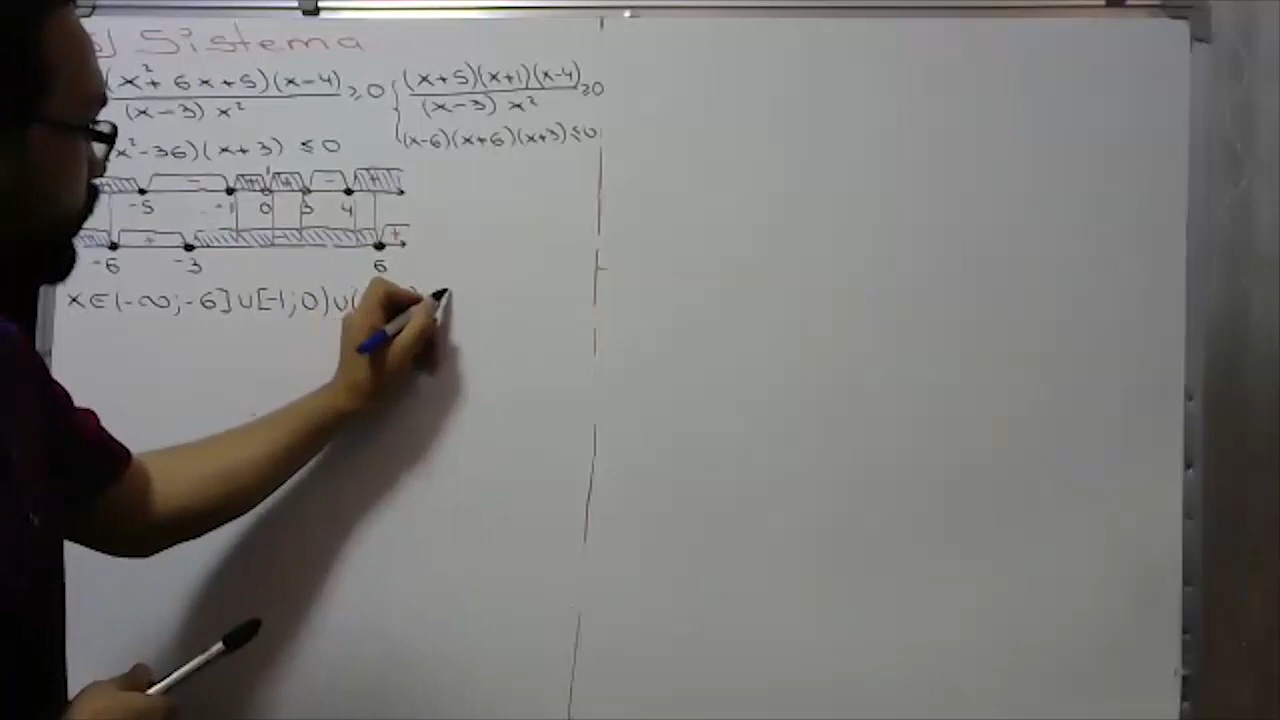 ) Sistema
(x²+6x+5)(x-4)/(x-3)x² ≥0 { (x+5)(x+1)(x-4)/(x-3)x² ≥0
x²-36)(x+3) ≤0 (x-6)(x+6)(x+3)≤0
- + + - +
-5 -1 0 3 4
+ - +
-6 -3 6
x∈(-∞;-6]∪[-1;0)∪(